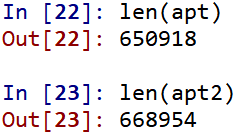 In [22]: len(apt)
Out[22]: 650918
In [23]: len(apt2)
Out[23]: 668954